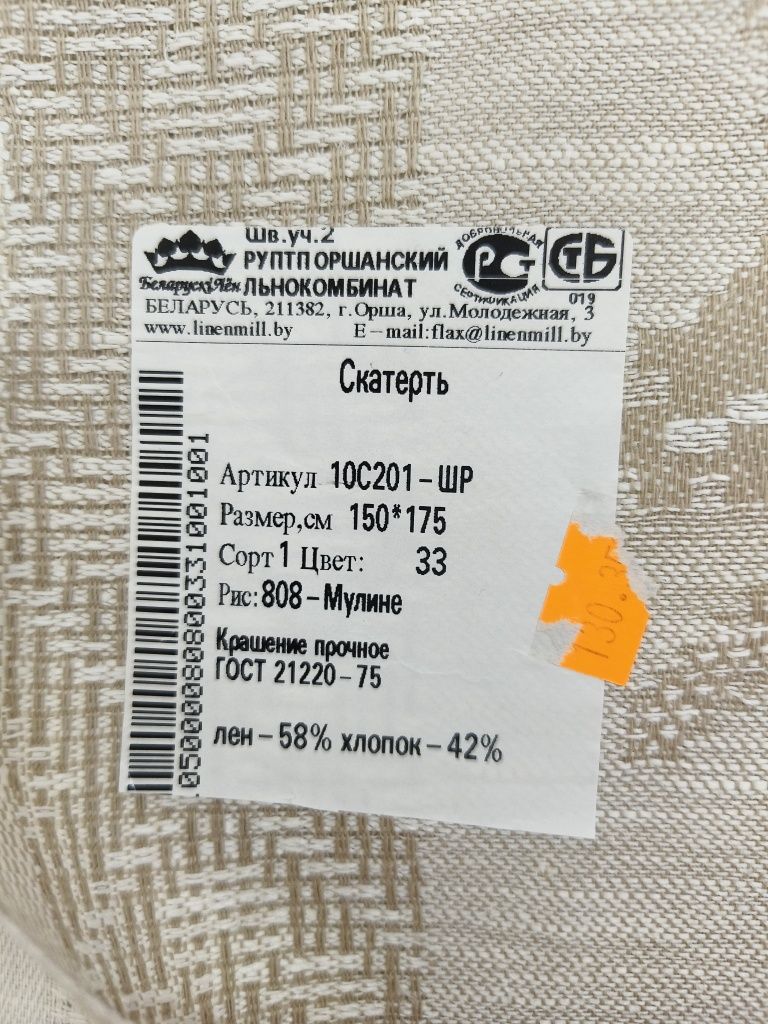 Шв.уч.2
РУПТП ОРШАНСКИЙ
ЛЬНОКОМБИНАТ
Беларускі Лён
ДОБРОВОЛЬНАЯ
РСТ
СЕРТИФИКАЦИЯ
СТБ
019
БЕЛАРУСЬ, 211382, г.Орша, ул.Молодежная, 3
www.linenmill.by E-mail:flax@linenmill.by
Скатерть
Артикул 10С201-ШР
Размер,см 150*175
Сорт 1 Цвет: 33
Рис:808-Мулине
Крашение прочное
ГОСТ 21220-75
лен-58% хлопок-42%